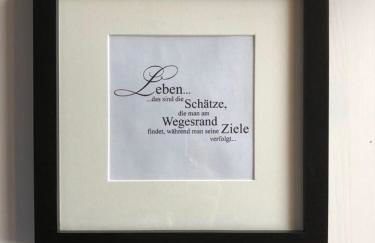 Leben...
...das sind die
Schätze,
die man am
Wegesrand
findet, während man seine Ziele
verfolgt...